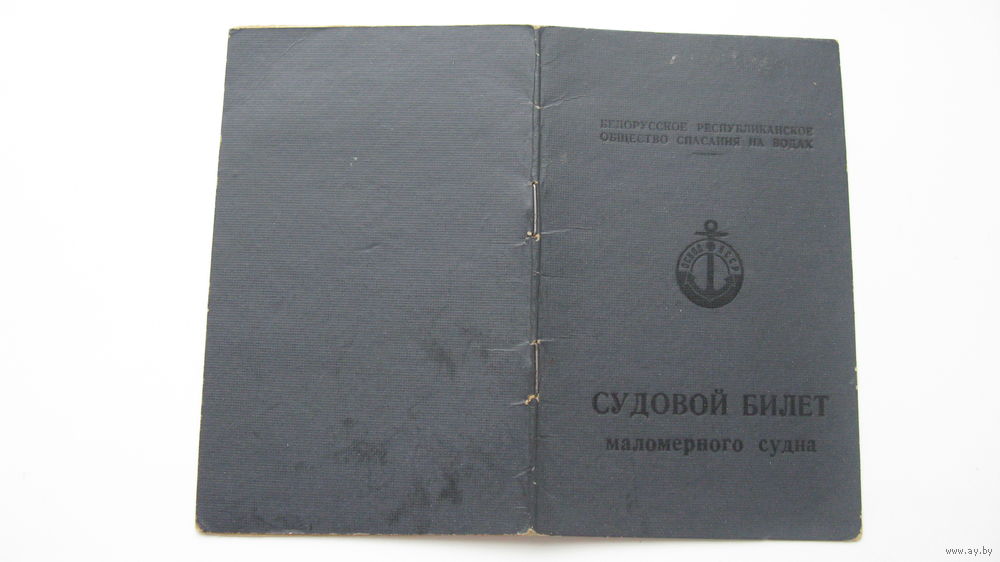 БЕЛОРУССКОЕ РЕСПУБЛИКАНСКОЕ
ОБЩЕСТВО СПАСАНИЯ НА ВОДАХ
СУДОВОЙ БИЛЕТ
маломерного судна
www.ay.by